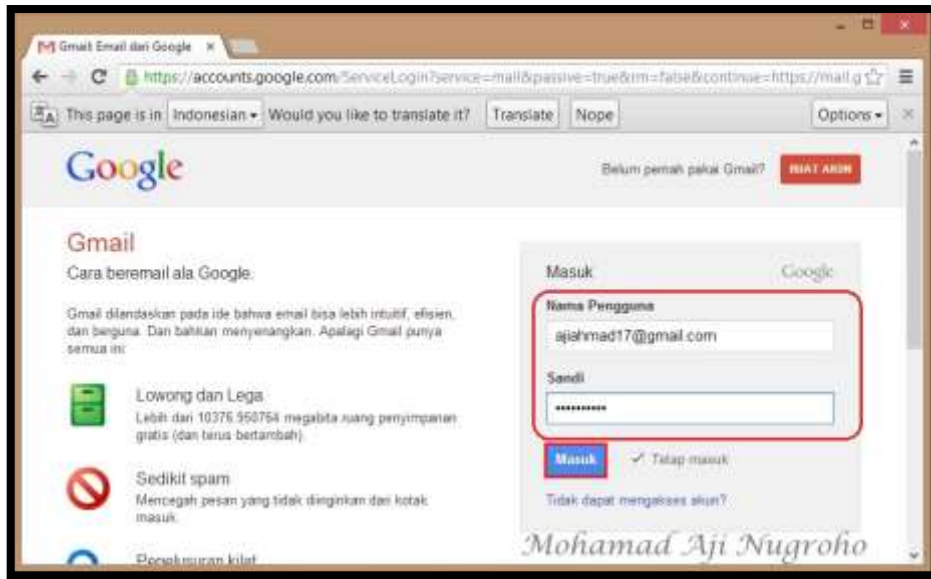 Gmail: Email dari Google
https://accounts.google.com/ServiceLogin?service=mail&passive=true&rm=false&continue=https://mail.g
This page is in Indonesian Would you like to translate it? Translate Nope Options
Google
Belum pernah pakai Gmail? BUAT AKUN
Gmail
Cara beremail ala Google.
Gmail dilandaskan pada ide bahwa email bisa lebih intuitif, efisien,
dan berguna. Dan bahkan menyenangkan. Apalagi Gmail punya
semua ini:
Lowong dan Lega
Lebih dari 10376.950764 megabita ruang penyimpanan
gratis (dan terus bertambah).
Sedikit spam
Mencegah pesan yang tidak diinginkan dari kotak
masuk.
Penelusuran kilat
Masuk Google
Nama Pengguna
ajiahmad17@gmail.com
Sandi
••••••••••
Masuk Tetap masuk
Tidak dapat mengakses akun?
Mohamad Aji Nugroho